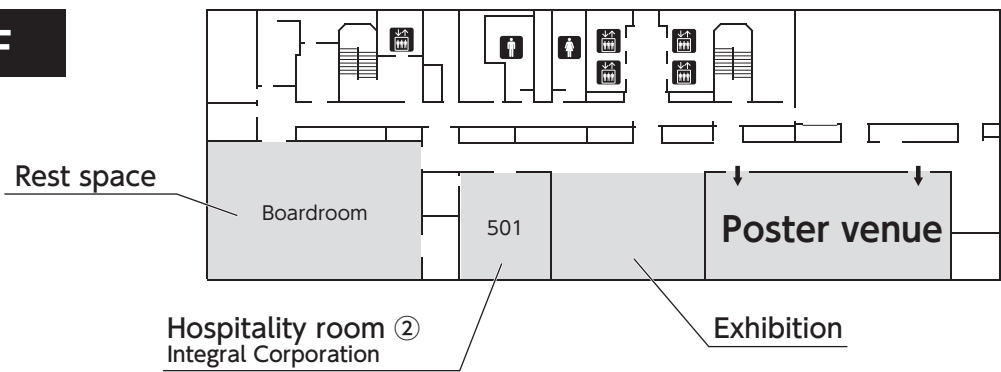 F
Rest space
Boardroom
501
Poster venue
Hospitality room ②
Integral Corporation
Exhibition